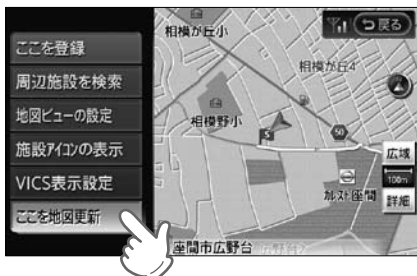 ここを登録
周辺施設を検索
地図ビューの設定
施設アイコンの表示
VICS表示設定
ここを地図更新
戻る
相模が丘小
相模が丘4
相模野小
5
50
広域
100m
詳細
カルスト座間
座間市広野台